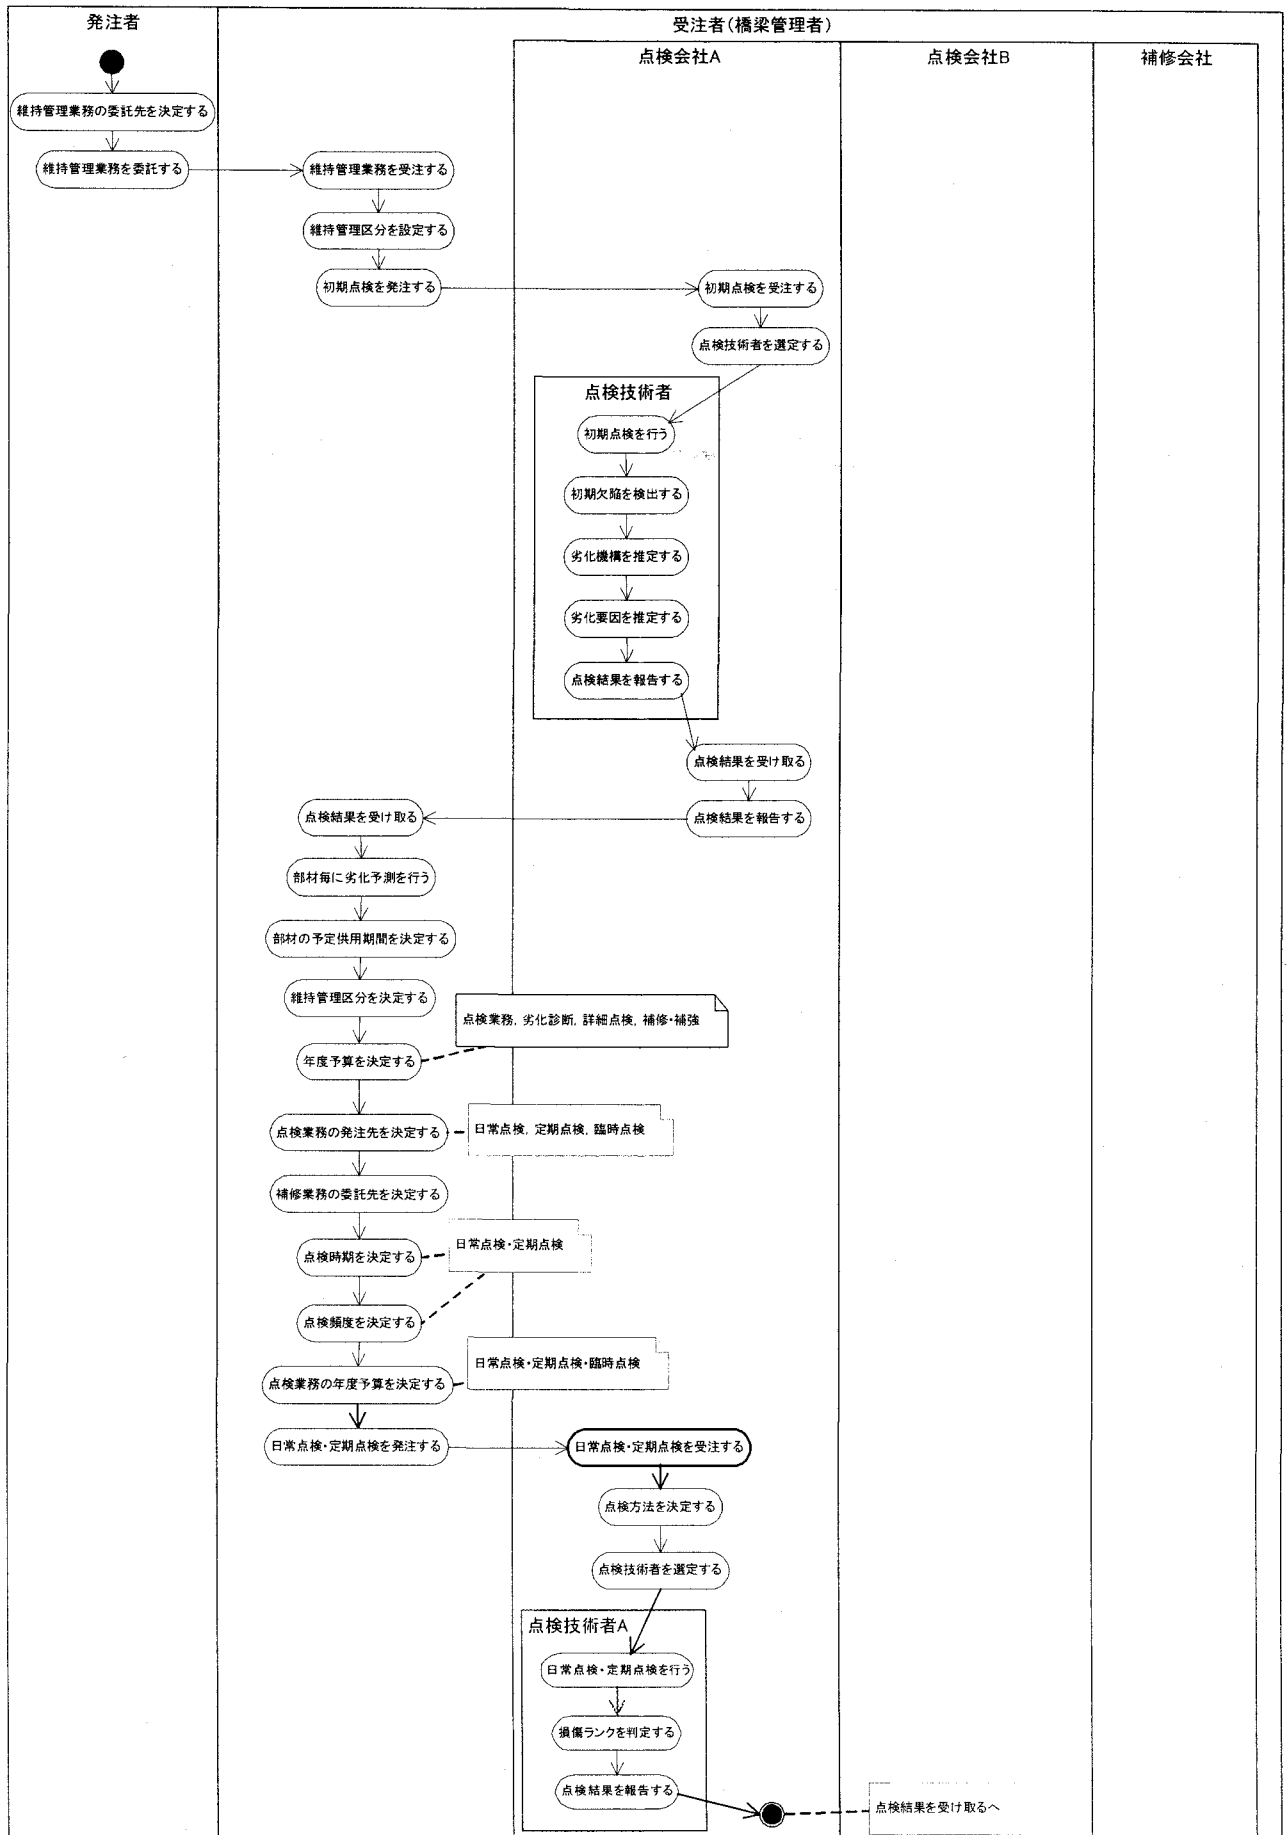 発注者
受注者(橋梁管理者)
点検会社A
点検会社B
補修会社
維持管理業務の委託先を決定する
維持管理業務を委託する
維持管理業務を受注する
維持管理区分を設定する
初期点検を発注する
初期点検を受注する
点検技術者を選定する
点検技術者
初期点検を行う
初期欠陥を検出する
劣化機構を推定する
劣化要因を推定する
点検結果を報告する
点検結果を受け取る
点検結果を報告する
点検結果を受け取る
部材毎に劣化予測を行う
部材の予定供用期間を決定する
維持管理区分を決定する
点検業務, 劣化診断, 詳細点検, 補修・補強
年度予算を決定する
点検業務の発注先を決定する
日常点検, 定期点検, 臨時点検
補修業務の委託先を決定する
点検時期を決定する
日常点検・定期点検
点検頻度を決定する
点検業務の年度予算を決定する
日常点検・定期点検・臨時点検
日常点検・定期点検を発注する
日常点検・定期点検を受注する
点検方法を決定する
点検技術者を選定する
点検技術者A
日常点検・定期点検を行う
損傷ランクを判定する
点検結果を報告する
点検結果を受け取るへ